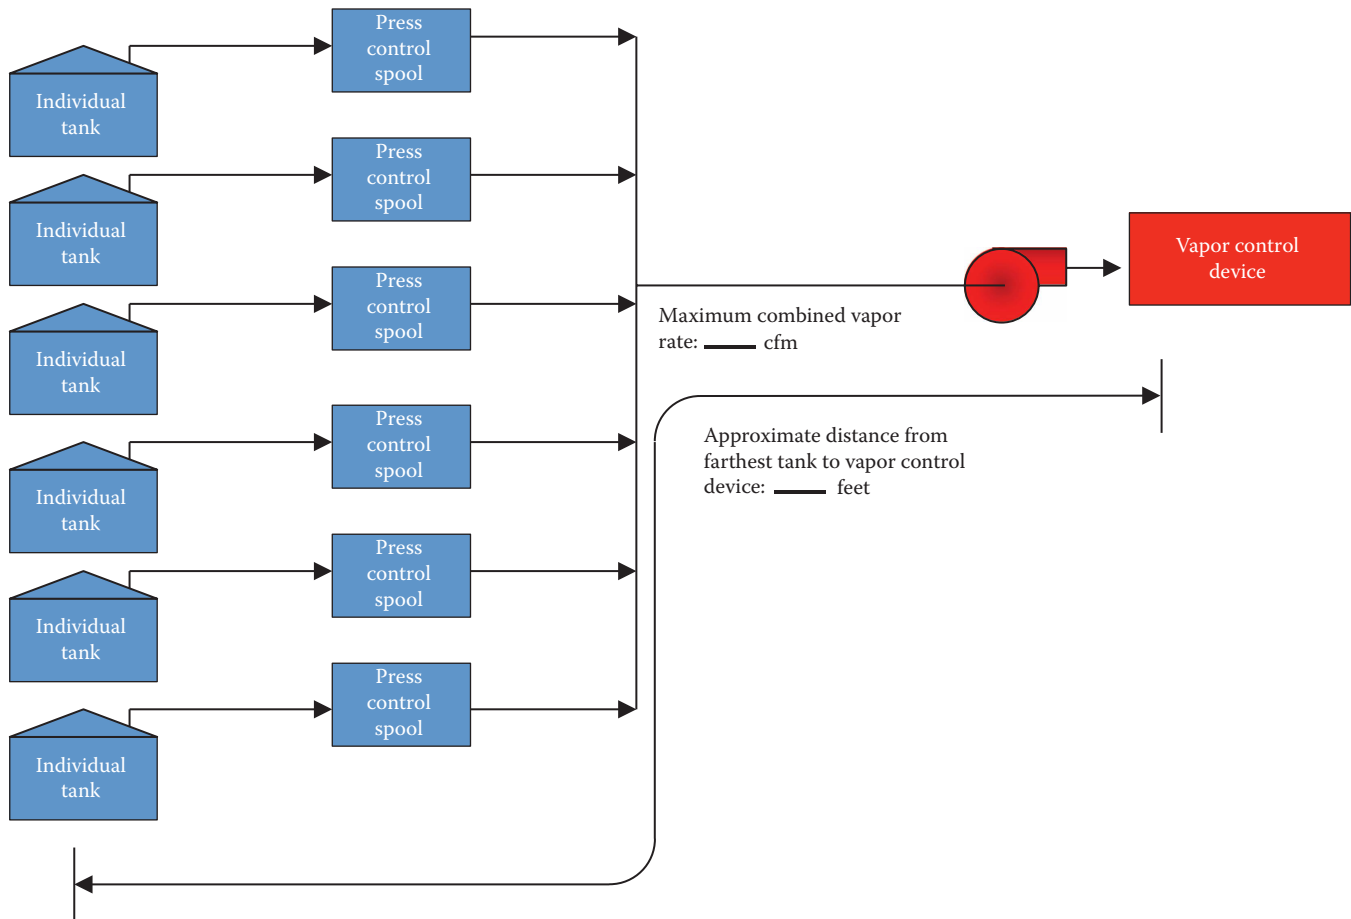 Press
control
spool
Individual
tank
Press
control
spool
Individual
tank
Press
control
spool
Individual
tank
Press
control
spool
Individual
tank
Press
control
spool
Individual
tank
Press
control
spool
Individual
tank
Vapor control
device
Maximum combined vapor
rate: ____ cfm
Approximate distance from
farthest tank to vapor control
device: ____ feet